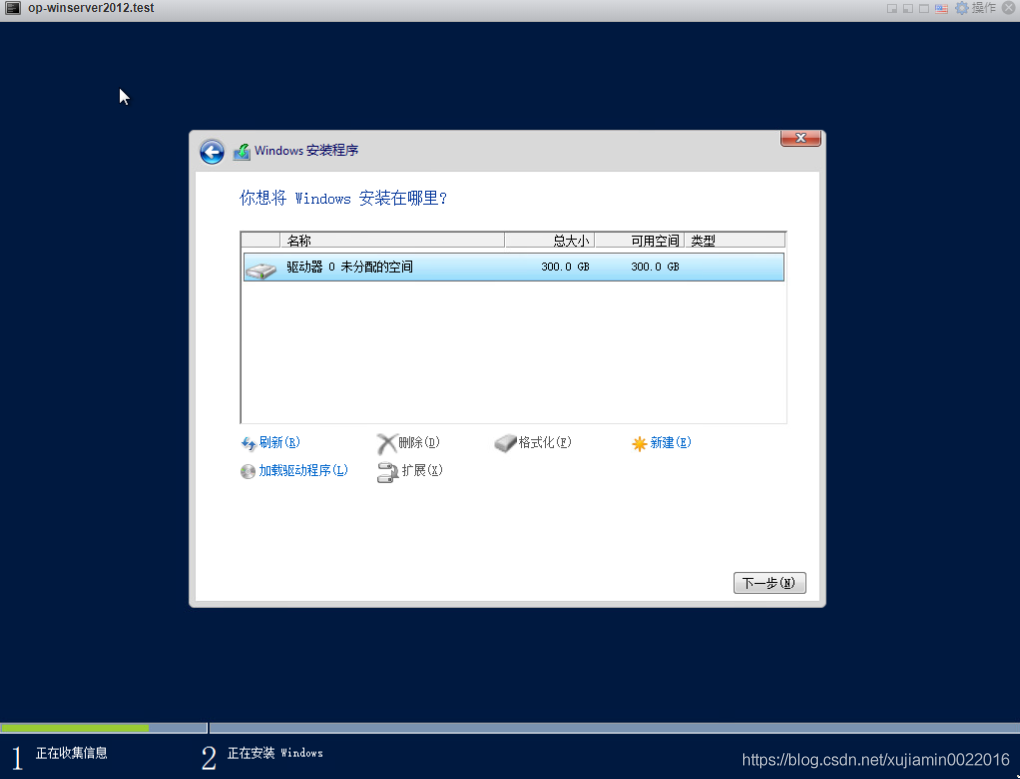 op-winserver2012.test
操作
Windows 安装程序
你想将 Windows 安装在哪里?
名称 总大小 可用空间 类型
驱动器 0 未分配的空间 300.0 GB 300.0 GB
刷新(R) 删除(D) 格式化(F) 新建(E)
加载驱动程序(L) 扩展(X)
下一步(N)
1 正在收集信息 2 正在安装 Windows
https://blog.csdn.net/xujiamin0022016